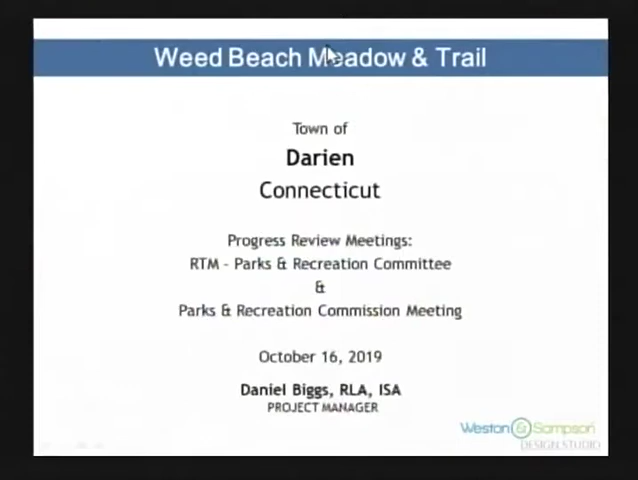 Weed Beach Meadow & Trail
Town of
Darien
Connecticut
Progress Review Meetings:
RTM - Parks & Recreation Committee
&
Parks & Recreation Commission Meeting
October 16, 2019
Daniel Biggs, RLA, ISA
PROJECT MANAGER
Weston & Sampson
DESIGN STUDIO